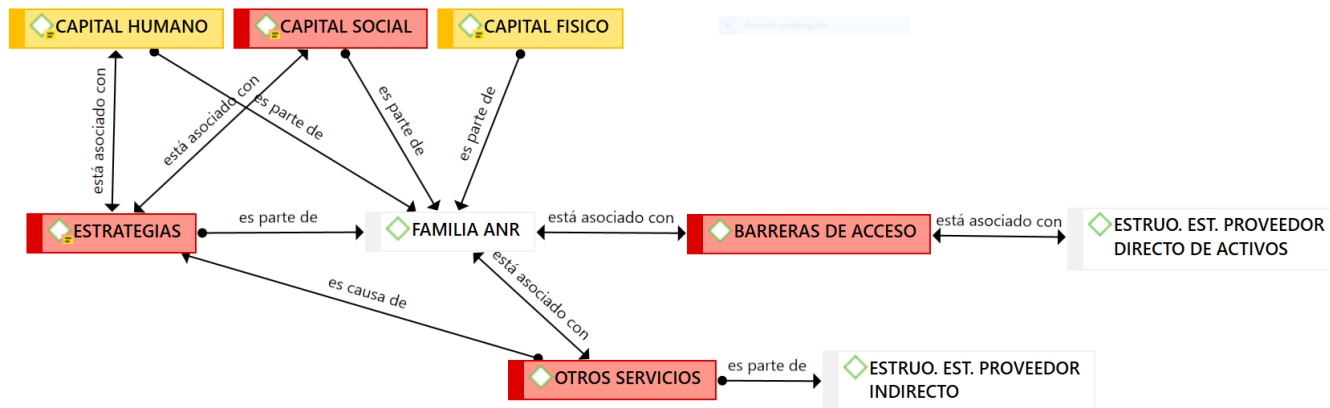 CAPITAL HUMANO
CAPITAL SOCIAL
CAPITAL FISICO
Recorte rectangular
está asociado con
está asociado con
es parte de
es parte de
es parte de
ESTRATEGIAS
es parte de
FAMILIA ANR
está asociado con
BARRERAS DE ACCESO
está asociado con
ESTRUO. EST. PROVEEDOR
DIRECTO DE ACTIVOS
es causa de
está asociado con
OTROS SERVICIOS
es parte de
ESTRUO. EST. PROVEEDOR
INDIRECTO